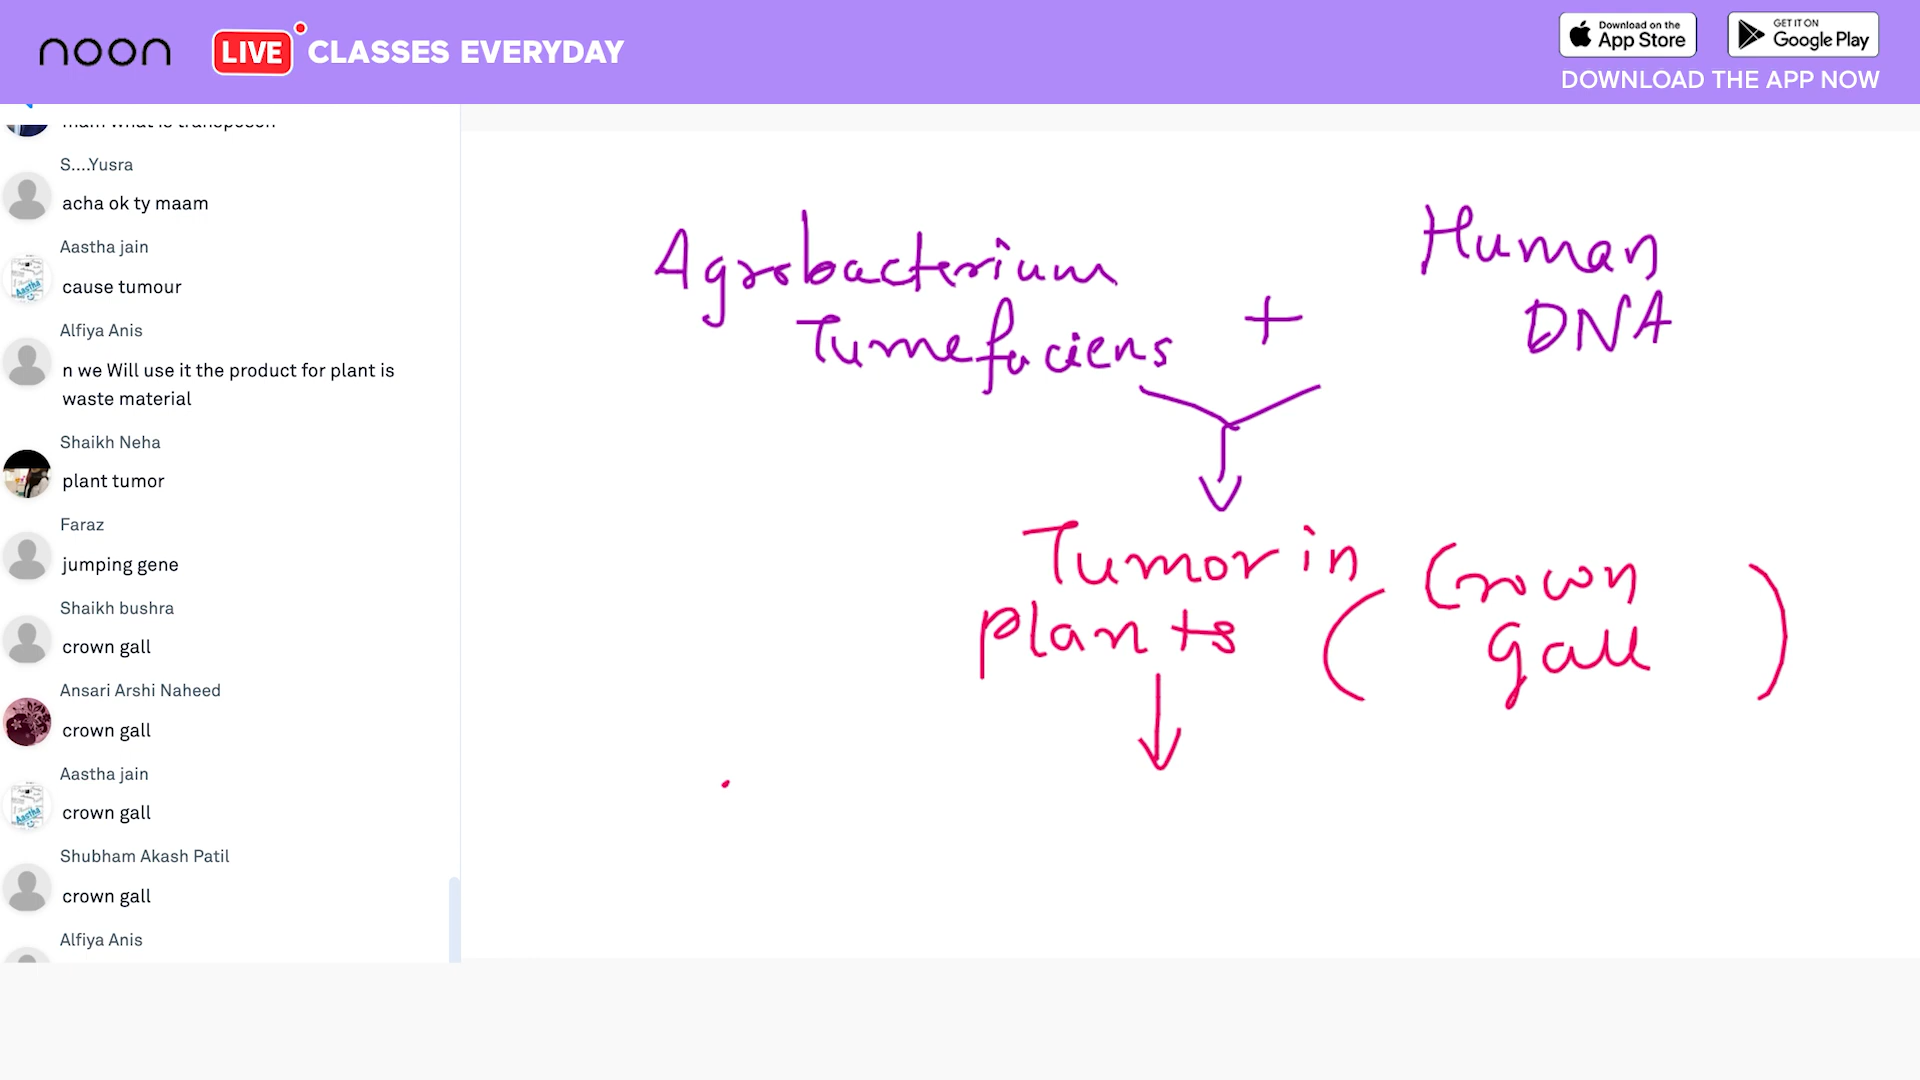 noon LIVE CLASSES EVERYDAY
Download on the App Store
GET IT ON Google Play
DOWNLOAD THE APP NOW
S....Yusra
acha ok ty maam
Aastha jain
cause tumour
Alfiya Anis
n we Will use it the product for plant is
waste material
Shaikh Neha
plant tumor
Faraz
jumping gene
Shaikh bushra
crown gall
Ansari Arshi Naheed
crown gall
Aastha jain
crown gall
Shubham Akash Patil
crown gall
Alfiya Anis
Agrobacterium
Tumefaciens
+
Human
DNA
Tumor in
plants
( Crown
gall )